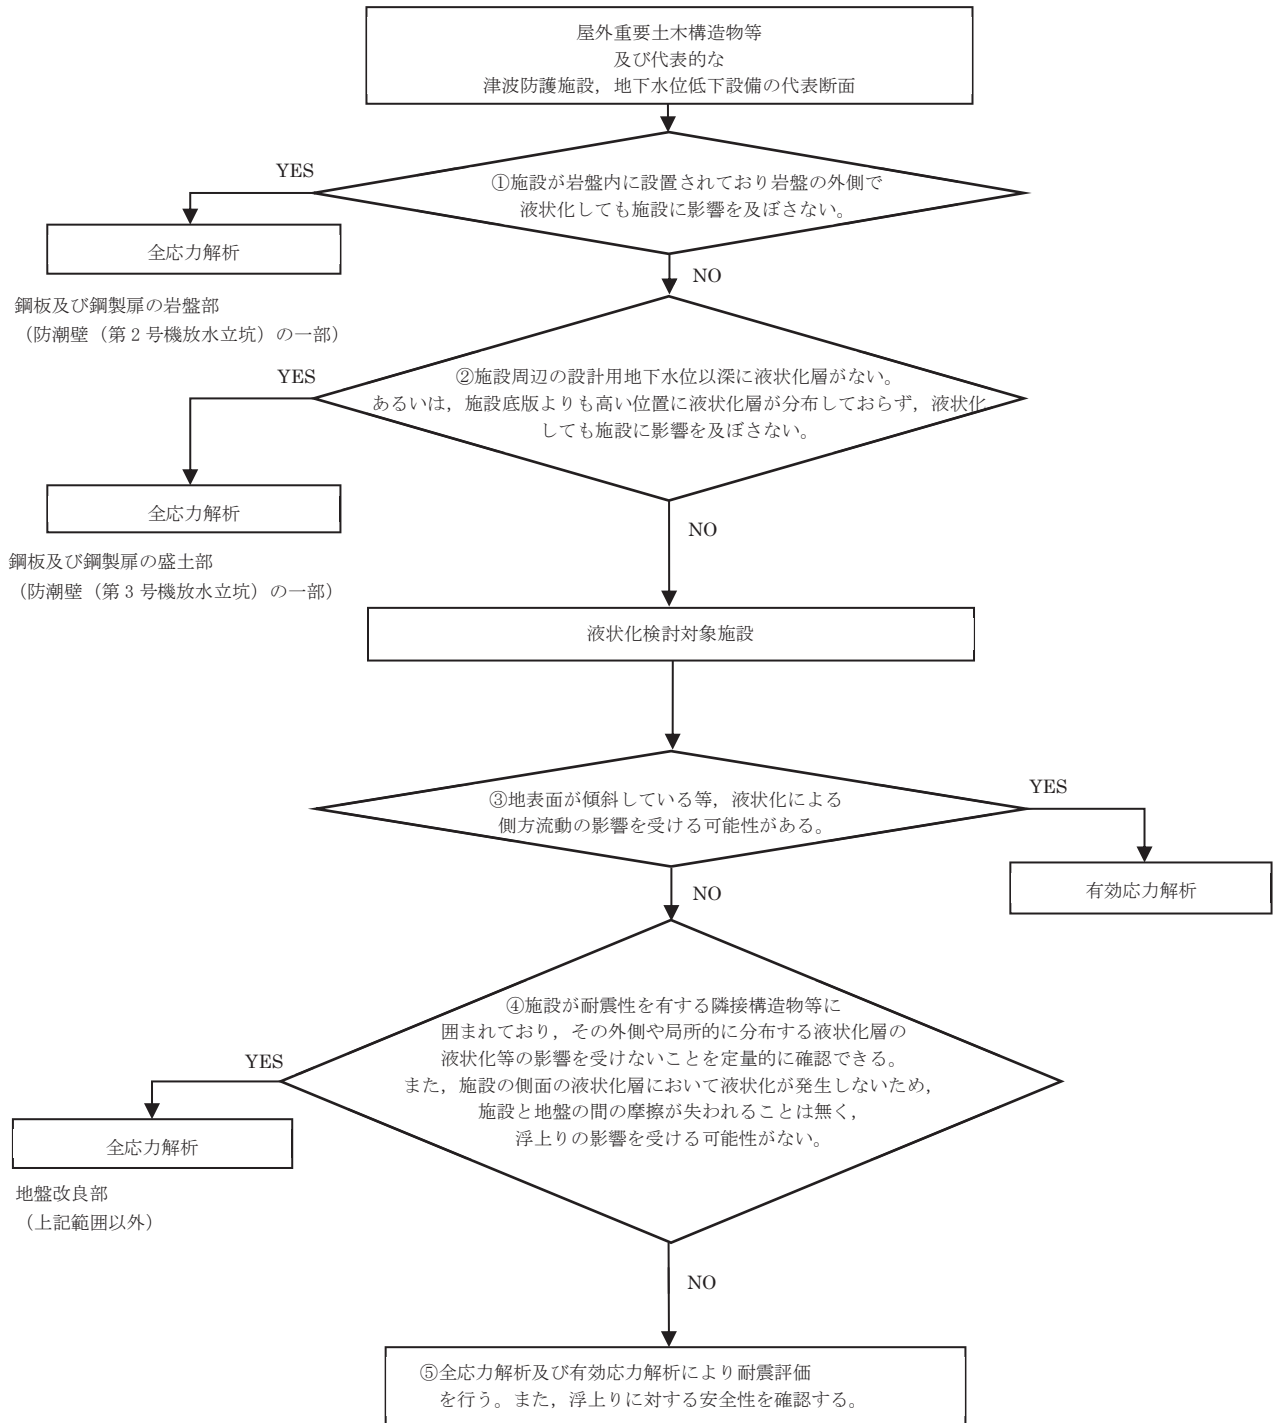 屋外重要土木構造物等
及び代表的な
津波防護施設，地下水位低下設備の代表断面
YES
①施設が岩盤内に設置されており岩盤の外側で
液状化しても施設に影響を及ぼさない。
全応力解析
NO
鋼板及び鋼製扉の岩盤部
（防潮壁（第２号機放水立坑）の一部）
YES
②施設周辺の設計用地下水位以深に液状化層がない。
あるいは，施設底版よりも高い位置に液状化層が分布しておらず，液状化
しても施設に影響を及ぼさない。
全応力解析
NO
鋼板及び鋼製扉の盛土部
（防潮壁（第３号機放水立坑）の一部）
液状化検討対象施設
③地表面が傾斜している等，液状化による
側方流動の影響を受ける可能性がある。
YES
有効応力解析
NO
④施設が耐震性を有する隣接構造物等に
囲まれており，その外側や局所的に分布する液状化層の
液状化等の影響を受けないことを定量的に確認できる。
また，施設の側面の液状化層において液状化が発生しないため，
施設と地盤の間の摩擦が失われることは無く，
浮上りの影響を受ける可能性がない。
YES
全応力解析
地盤改良部
（上記範囲以外）
NO
⑤全応力解析及び有効応力解析により耐震評価
を行う。また，浮上りに対する安全性を確認する。